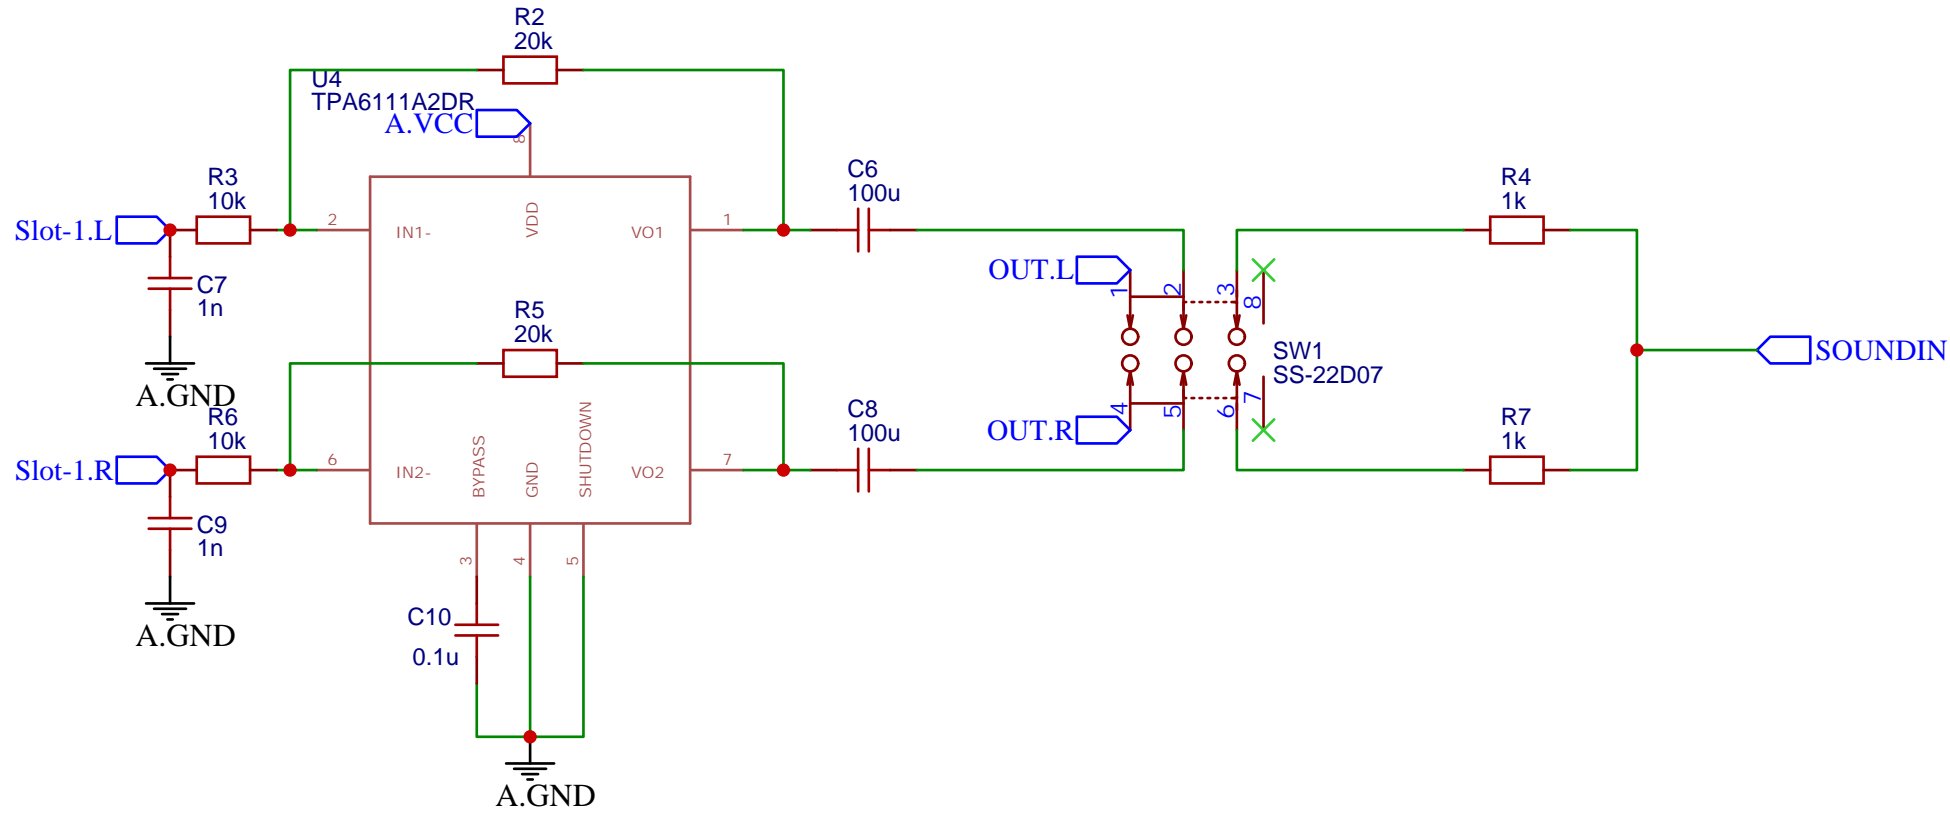 R2
20k
U4
TPA6111A2DR
A.VCC
8
R3
10k
Slot-1.L
2
IN1-
VDD
VO1
1
C6
100u
C7
1n
A.GND
R5
20k
OUT.L
1
2
3
8
R4
1k
SW1
SS-22D07
SOUNDIN
R6
10k
Slot-1.R
6
IN2-
BYPASS
GND
SHUTDOWN
VO2
7
C8
100u
OUT.R
4
5
6
7
R7
1k
C9
1n
A.GND
3
4
5
C10
0.1u
A.GND